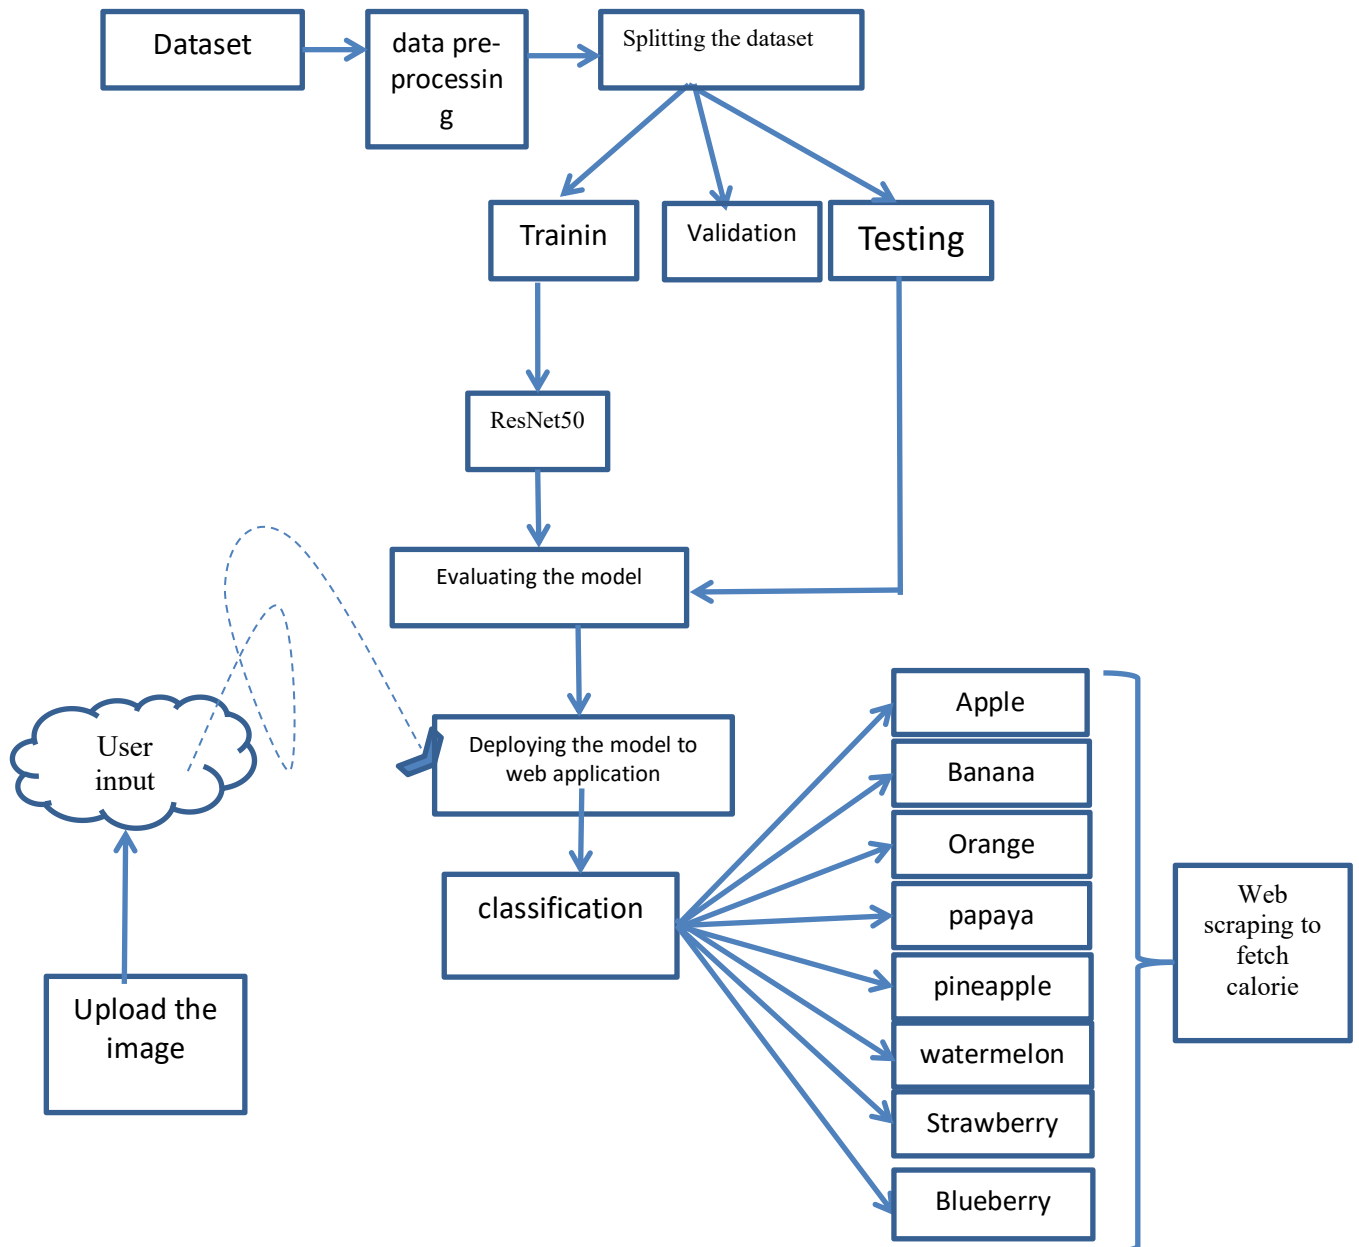 Dataset
data pre-
processin
g
Splitting the dataset
Trainin
Validation
Testing
ResNet50
Evaluating the model
User
input
Deploying the model to
web application
classification
Upload the
image
Apple
Banana
Orange
papaya
pineapple
watermelon
Strawberry
Blueberry
Web
scraping to
fetch
calorie